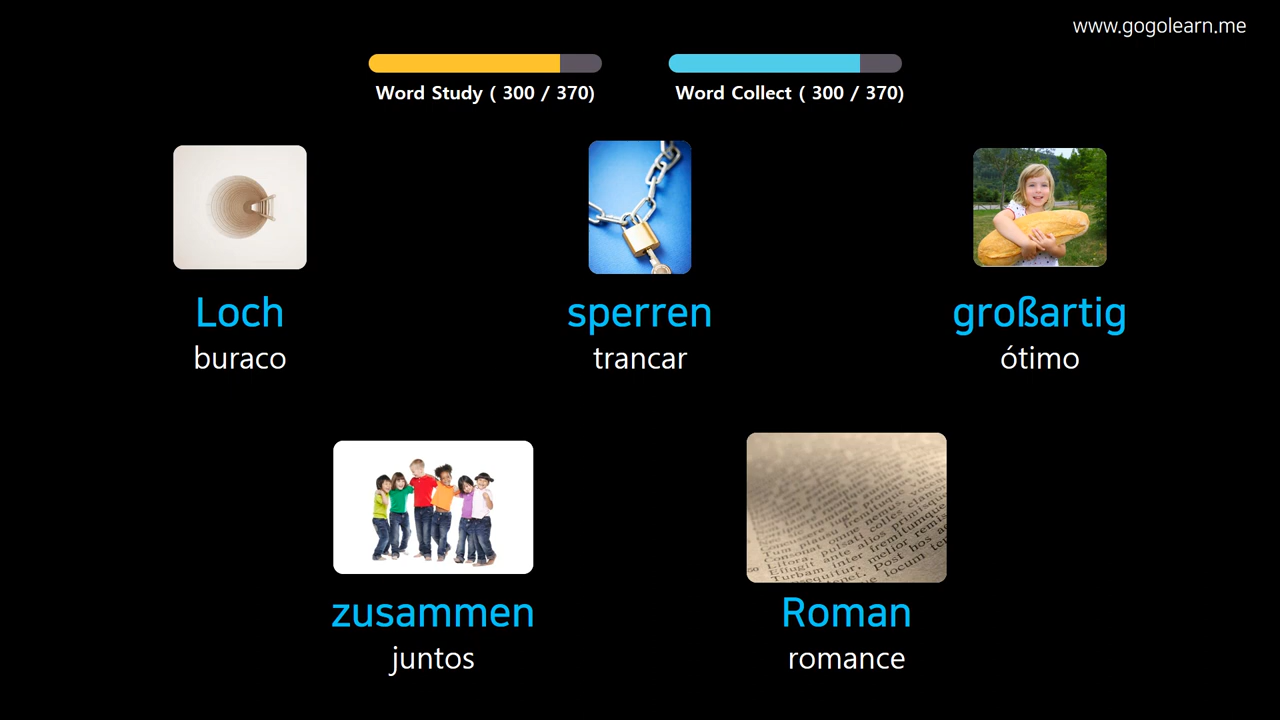 www.gogolearn.me
Word Study ( 300 / 370)
Word Collect ( 300 / 370)
Loch
buraco
sperren
trancar
großartig
ótimo
zusammen
juntos
Roman
romance